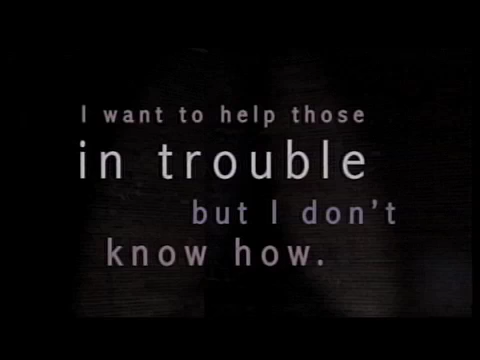 I want to help those
in trouble
but I don't
know how.